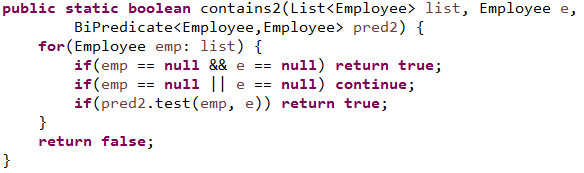 public static boolean contains2(List<Employee> list, Employee e,
        BiPredicate<Employee,Employee> pred2) {
    for(Employee emp: list) {
        if(emp == null && e == null) return true;
        if(emp == null || e == null) continue;
        if(pred2.test(emp, e)) return true;
    }
    return false;
}